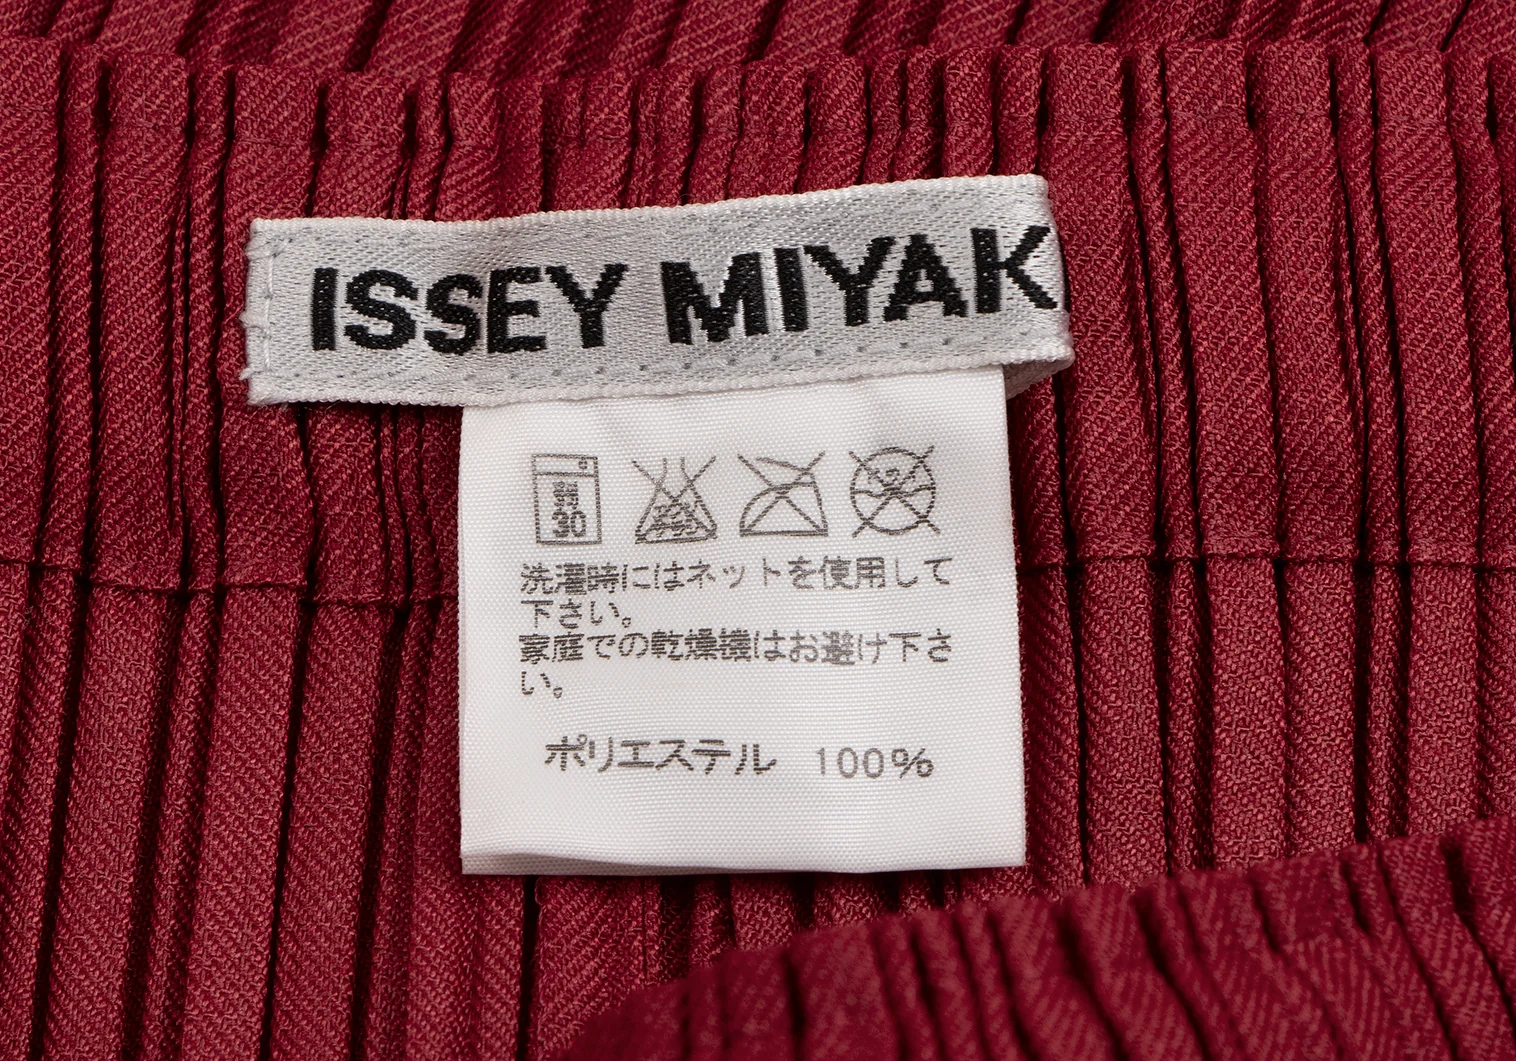 ISSEY MIYAK
30
洗濯時にはネットを使用して
下さい。
家庭での乾燥機はお避け下さ
い。
ポリエステル 100%